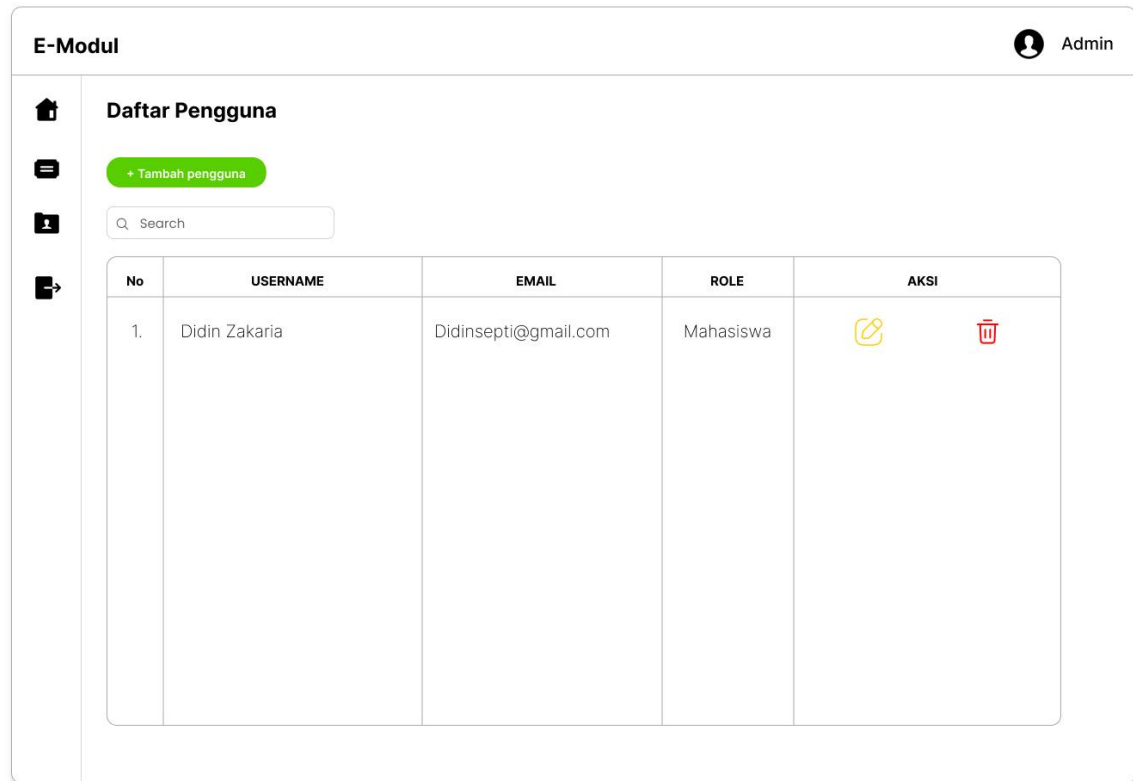 E-Modul
Admin
Daftar Pengguna
+ Tambah pengguna
Search
No USERNAME EMAIL ROLE AKSI
1. Didin Zakaria Didinsepti@gmail.com Mahasiswa